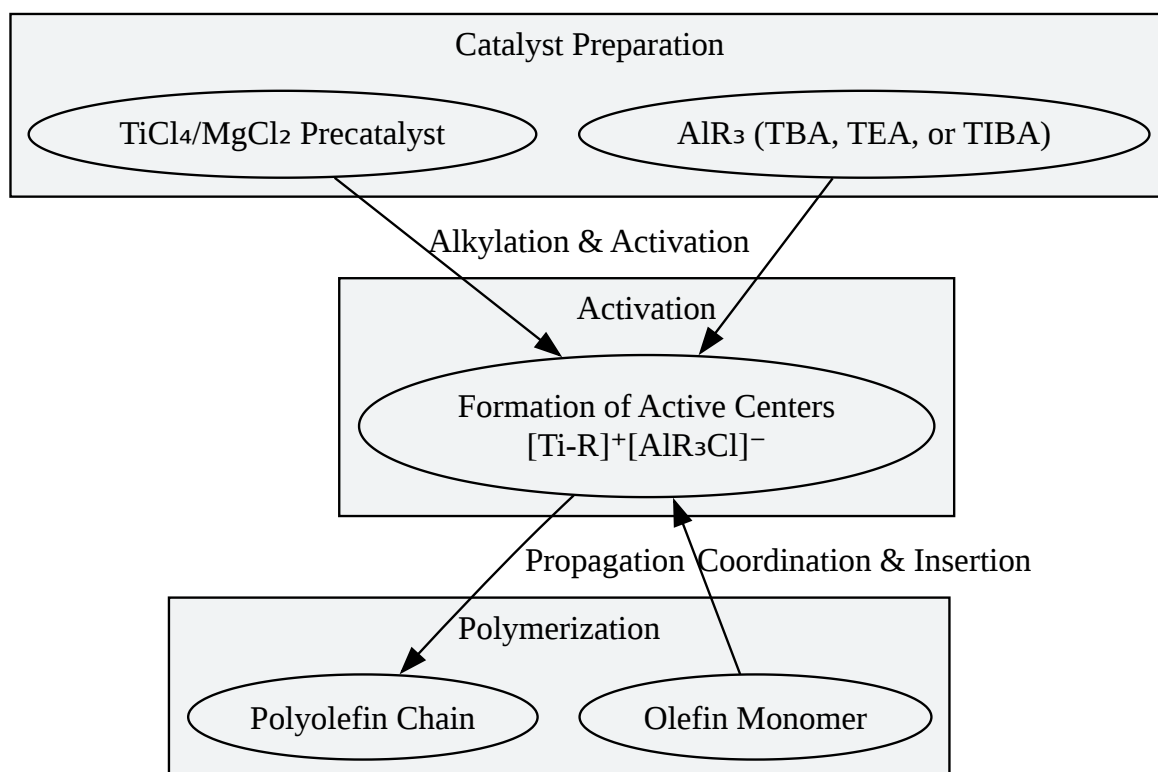 Catalyst Preparation
TiCl₄/MgCl₂ Precatalyst
AlR₃ (TBA, TEA, or TIBA)
Alkylation & Activation
Activation
Formation of Active Centers
[Ti-R]⁺[AlR₃Cl]⁻
Propagation
Coordination & Insertion
Polymerization
Polyolefin Chain
Olefin Monomer